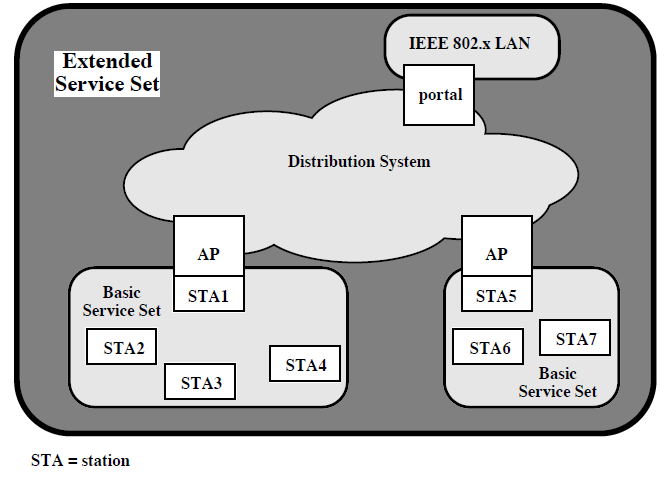 IEEE 802.x LAN
Extended
Service Set
portal
Distribution System
AP
AP
STA1
STA5
Basic
Service Set
STA2
STA3
STA4
STA6
STA7
Basic
Service Set
STA = station